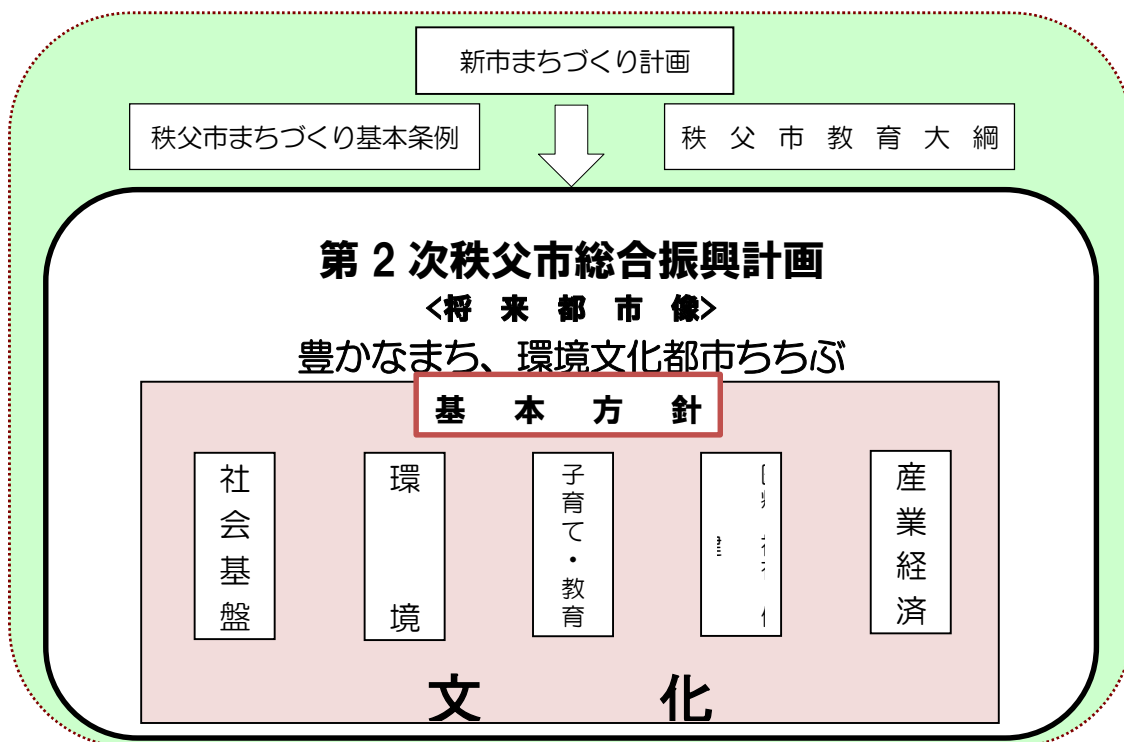 新市まちづくり計画
秩父市まちづくり基本条例
秩父市教育大綱
第2次秩父市総合振興計画
<将来都市像>
豊かなまち、環境文化都市ちちぶ
基本方針
社会基盤
環境
子育て・教育
産業経済
文化